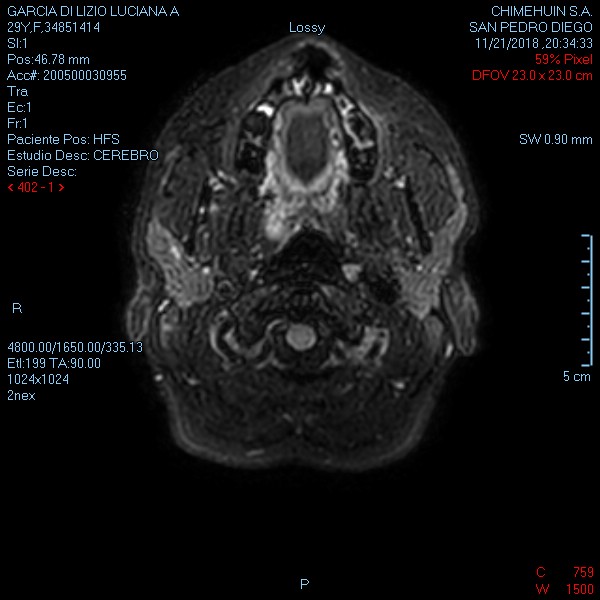 GARCIA DI LIZIO LUCIANA A
29Y,F,34851414
Sl:1
Pos:46.78 mm
Acc#: 200500030955
Tra
Ec:1
Fr:1
Paciente Pos: HFS
Estudio Desc: CEREBRO
Serie Desc:
< 402 - 1 >
Lossy
CHIMEHUIN S.A.
SAN PEDRO DIEGO
11/21/2018 ,20:34:33
59% Pixel
DFOV 23.0 x 23.0 cm
SW 0.90 mm
R
4800.00/1650.00/335.13
Etl:199 TA:90.00
1024x1024
2nex
5 cm
P
C 759
W 1500